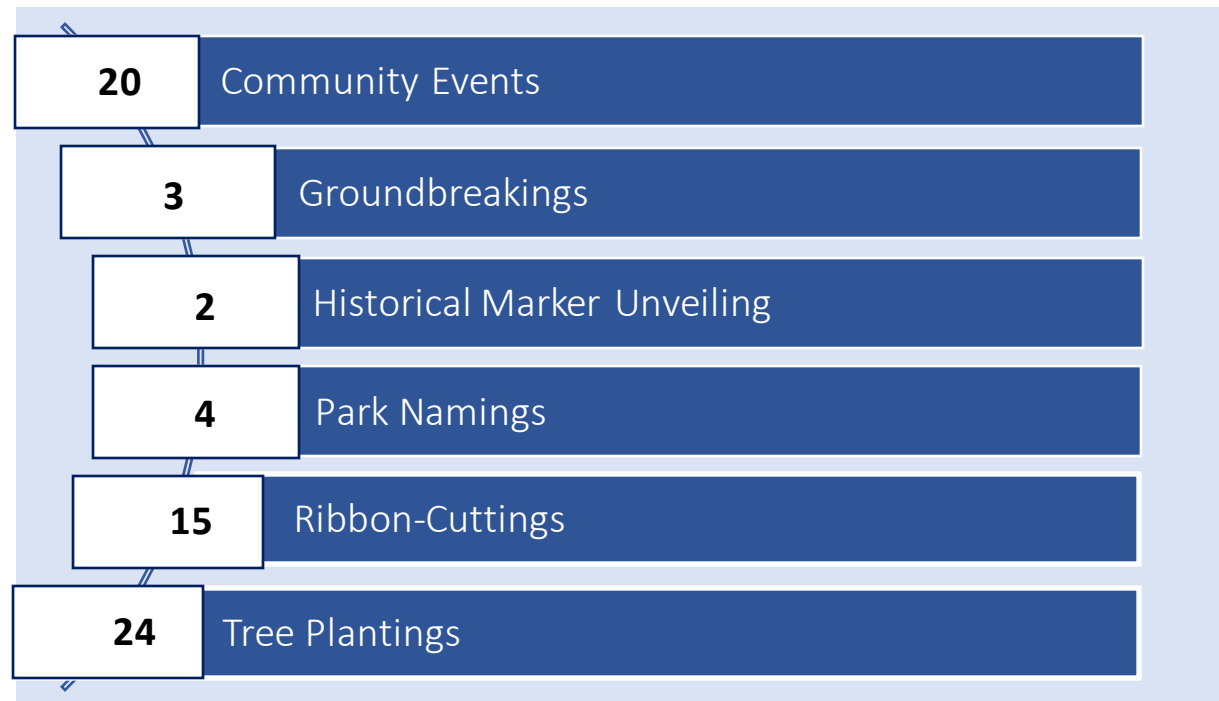 20 Community Events
3 Groundbreakings
2 Historical Marker Unveiling
4 Park Namings
15 Ribbon-Cuttings
24 Tree Plantings